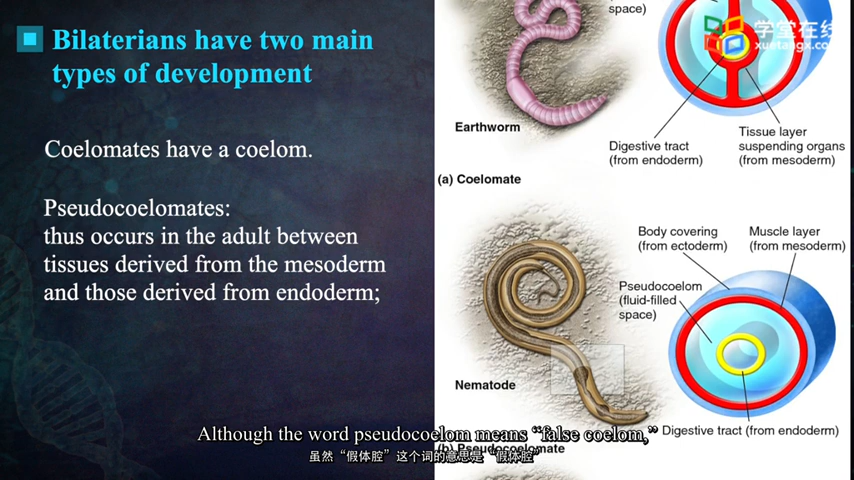 Bilaterians have two main
types of development
Coelomates have a coelom.
Pseudocoelomates:
thus occurs in the adult between
tissues derived from the mesoderm
and those derived from endoderm;
space)
学堂在线
xuetangx.com
Earthworm
Digestive tract
(from endoderm)
Tissue layer
suspending organs
(from mesoderm)
(a) Coelomate
Body covering
(from ectoderm)
Muscle layer
(from mesoderm)
Pseudocoelom
(fluid-filled
space)
Nematode
Digestive tract (from endoderm)
(b) Pseudocoelomate
Although the word pseudocoelom means “false coelom,”
虽然“假体腔”这个词的意思是“假体腔”